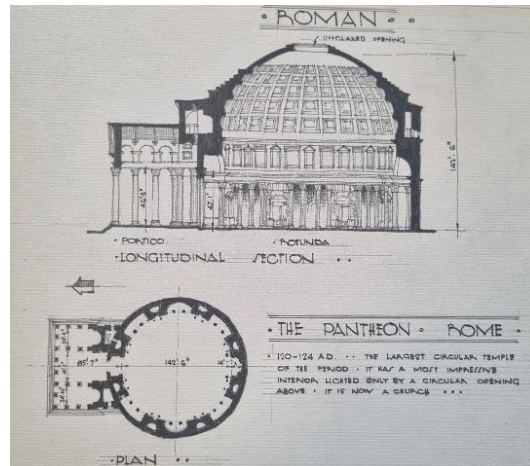 · ROMAN · ·
UNGLAZED OPENING
142'·6"
· PORTICO
· ROTUNDA
· LONGITUDINAL SECTION · ·
85'·7"
142'·6"
· THE PANTHEON · ROME ·
· 120-124 A.D. · · THE LARGEST CIRCULAR TEMPLE
OF THE PERIOD · IT HAS A MOST IMPRESSIVE
INTERIOR LIGHTED ONLY BY A CIRCULAR OPENING
ABOVE · IT IS NOW A CHURCH · · ·
· PLAN · ·